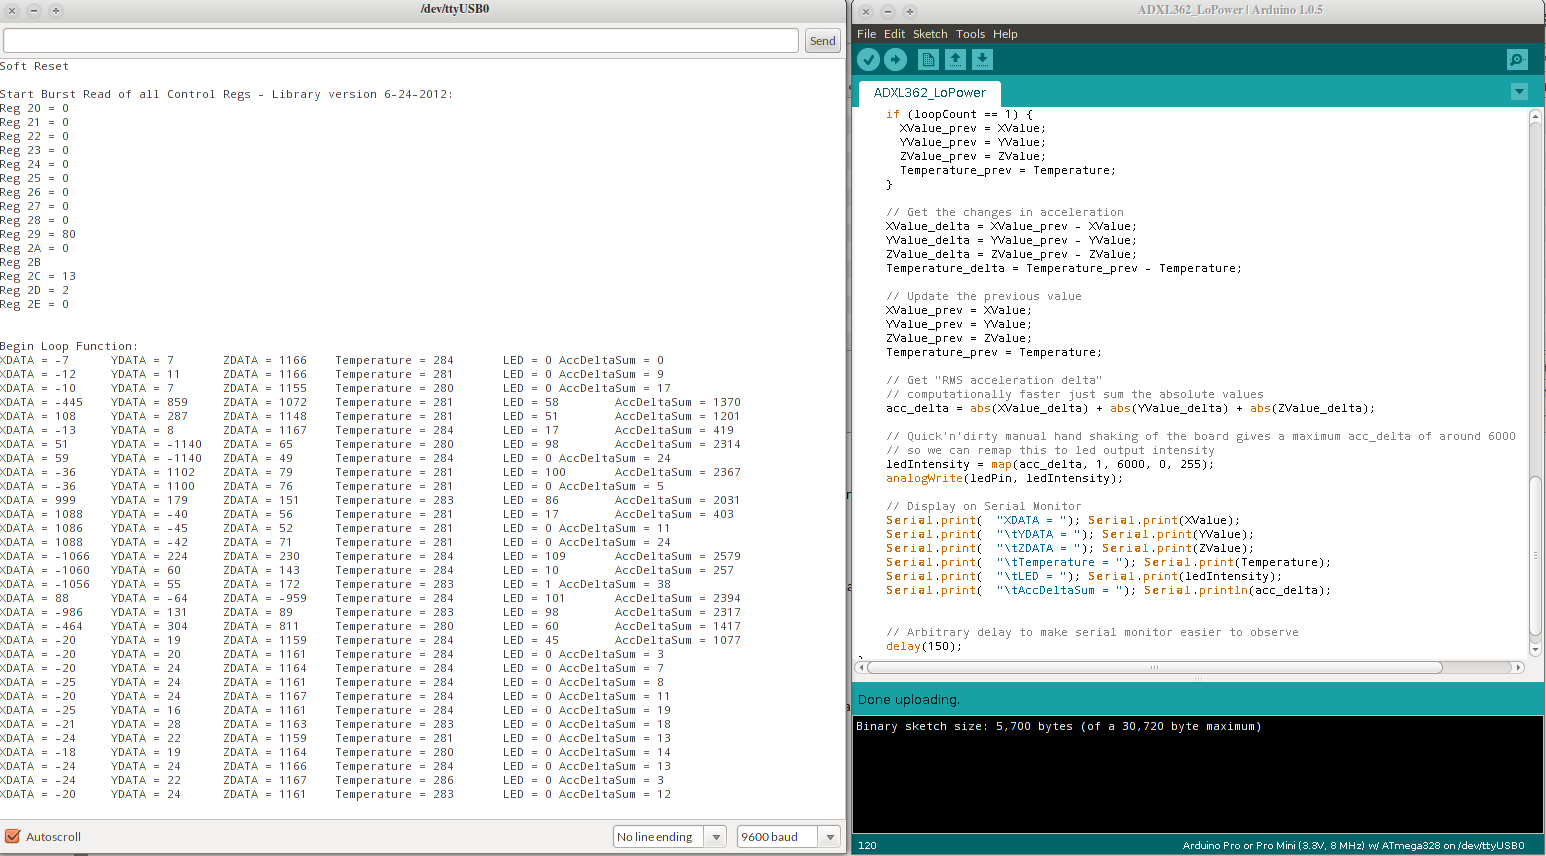 /dev/ttyUSB0
Send
Soft Reset
Start Burst Read of all Control Regs - Library version 6-24-2012:
Reg 20 = 0
Reg 21 = 0
Reg 22 = 0
Reg 23 = 0
Reg 24 = 0
Reg 25 = 0
Reg 26 = 0
Reg 27 = 0
Reg 28 = 0
Reg 29 = 80
Reg 2A = 0
Reg 2B
Reg 2C = 13
Reg 2D = 2
Reg 2E = 0
Begin Loop Function:
XDATA = -7 YDATA = 7 ZDATA = 1166 Temperature = 284 LED = 0 AccDeltaSum = 0
XDATA = -12 YDATA = 11 ZDATA = 1166 Temperature = 281 LED = 0 AccDeltaSum = 9
XDATA = -10 YDATA = 7 ZDATA = 1155 Temperature = 280 LED = 0 AccDeltaSum = 17
XDATA = -445 YDATA = 859 ZDATA = 1072 Temperature = 281 LED = 58 AccDeltaSum = 1370
XDATA = 108 YDATA = 287 ZDATA = 1148 Temperature = 281 LED = 51 AccDeltaSum = 1201
XDATA = -13 YDATA = 8 ZDATA = 1167 Temperature = 284 LED = 17 AccDeltaSum = 419
XDATA = 51 YDATA = -1140 ZDATA = 65 Temperature = 280 LED = 98 AccDeltaSum = 2314
XDATA = 59 YDATA = -1140 ZDATA = 49 Temperature = 284 LED = 0 AccDeltaSum = 24
XDATA = -36 YDATA = 1102 ZDATA = 79 Temperature = 281 LED = 100 AccDeltaSum = 2367
XDATA = -36 YDATA = 1100 ZDATA = 76 Temperature = 281 LED = 0 AccDeltaSum = 5
XDATA = 999 YDATA = 179 ZDATA = 151 Temperature = 283 LED = 86 AccDeltaSum = 2031
XDATA = 1088 YDATA = -40 ZDATA = 56 Temperature = 281 LED = 17 AccDeltaSum = 403
XDATA = 1086 YDATA = -45 ZDATA = 52 Temperature = 281 LED = 0 AccDeltaSum = 11
XDATA = 1088 YDATA = -42 ZDATA = 71 Temperature = 281 LED = 0 AccDeltaSum = 24
XDATA = -1066 YDATA = 224 ZDATA = 230 Temperature = 284 LED = 109 AccDeltaSum = 2579
XDATA = -1060 YDATA = 60 ZDATA = 143 Temperature = 284 LED = 10 AccDeltaSum = 257
XDATA = -1056 YDATA = 55 ZDATA = 172 Temperature = 283 LED = 1 AccDeltaSum = 38
XDATA = 88 YDATA = -64 ZDATA = -959 Temperature = 284 LED = 101 AccDeltaSum = 2394
XDATA = -986 YDATA = 131 ZDATA = 89 Temperature = 283 LED = 98 AccDeltaSum = 2317
XDATA = -464 YDATA = 304 ZDATA = 811 Temperature = 280 LED = 60 AccDeltaSum = 1417
XDATA = -20 YDATA = 19 ZDATA = 1159 Temperature = 284 LED = 45 AccDeltaSum = 1077
XDATA = -20 YDATA = 20 ZDATA = 1161 Temperature = 284 LED = 0 AccDeltaSum = 3
XDATA = -20 YDATA = 24 ZDATA = 1164 Temperature = 284 LED = 0 AccDeltaSum = 7
XDATA = -25 YDATA = 24 ZDATA = 1161 Temperature = 284 LED = 0 AccDeltaSum = 8
XDATA = -20 YDATA = 24 ZDATA = 1167 Temperature = 284 LED = 0 AccDeltaSum = 11
XDATA = -25 YDATA = 16 ZDATA = 1161 Temperature = 284 LED = 0 AccDeltaSum = 19
XDATA = -21 YDATA = 28 ZDATA = 1163 Temperature = 283 LED = 0 AccDeltaSum = 18
XDATA = -24 YDATA = 22 ZDATA = 1159 Temperature = 281 LED = 0 AccDeltaSum = 13
XDATA = -18 YDATA = 19 ZDATA = 1164 Temperature = 280 LED = 0 AccDeltaSum = 14
XDATA = -24 YDATA = 24 ZDATA = 1166 Temperature = 284 LED = 0 AccDeltaSum = 13
XDATA = -24 YDATA = 22 ZDATA = 1167 Temperature = 286 LED = 0 AccDeltaSum = 3
XDATA = -20 YDATA = 24 ZDATA = 1161 Temperature = 283 LED = 0 AccDeltaSum = 12
Autoscroll
No line ending
9600 baud
ADXL362_LoPower | Arduino 1.0.5
File Edit Sketch Tools Help
ADXL362_LoPower
if (loopCount == 1) {
XValue_prev = XValue;
YValue_prev = YValue;
ZValue_prev = ZValue;
Temperature_prev = Temperature;
}
// Get the changes in acceleration
XValue_delta = XValue_prev - XValue;
YValue_delta = YValue_prev - YValue;
ZValue_delta = ZValue_prev - ZValue;
Temperature_delta = Temperature_prev - Temperature;
// Update the previous value
XValue_prev = XValue;
YValue_prev = YValue;
ZValue_prev = ZValue;
Temperature_prev = Temperature;
// Get "RMS acceleration delta"
// computationally faster just sum the absolute values
acc_delta = abs(XValue_delta) + abs(YValue_delta) + abs(ZValue_delta);
// Quick'n'dirty manual hand shaking of the board gives a maximum acc_delta of around 6000
// so we can remap this to led output intensity
ledIntensity = map(acc_delta, 1, 6000, 0, 255);
analogWrite(ledPin, ledIntensity);
// Display on Serial Monitor
Serial.print( "XDATA = "); Serial.print(XValue);
Serial.print( "\tYDATA = "); Serial.print(YValue);
Serial.print( "\tZDATA = "); Serial.print(ZValue);
Serial.print( "\tTemperature = "); Serial.print(Temperature);
Serial.print( "\tLED = "); Serial.print(ledIntensity);
Serial.print( "\tAccDeltaSum = "); Serial.println(acc_delta);
// Arbitrary delay to make serial monitor easier to observe
delay(150);
Done uploading.
Binary sketch size: 5,700 bytes (of a 30,720 byte maximum)
120
Arduino Pro or Pro Mini (3.3V, 8 MHz) w/ ATmega328 on /dev/ttyUSB0